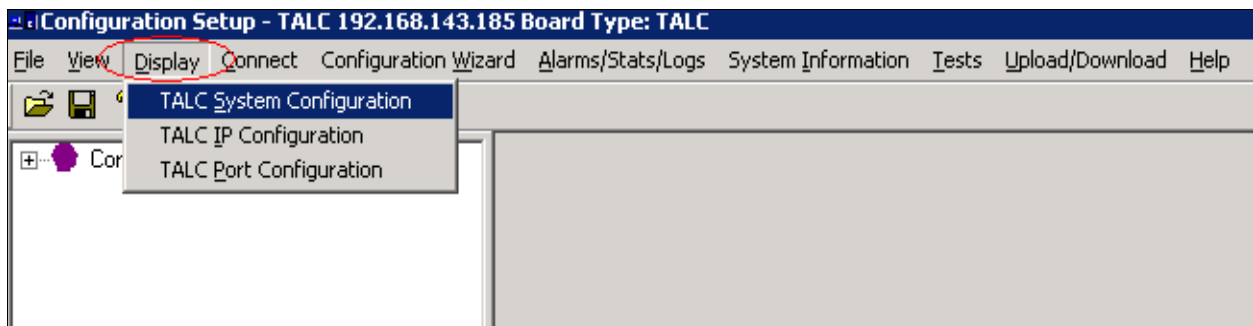 Configuration Setup - TALC 192.168.143.185 Board Type: TALC
File View Display Connect Configuration Wizard Alarms/Stats/Logs System Information Tests Upload/Download Help
TALC System Configuration
TALC IP Configuration
Cor
TALC Port Configuration